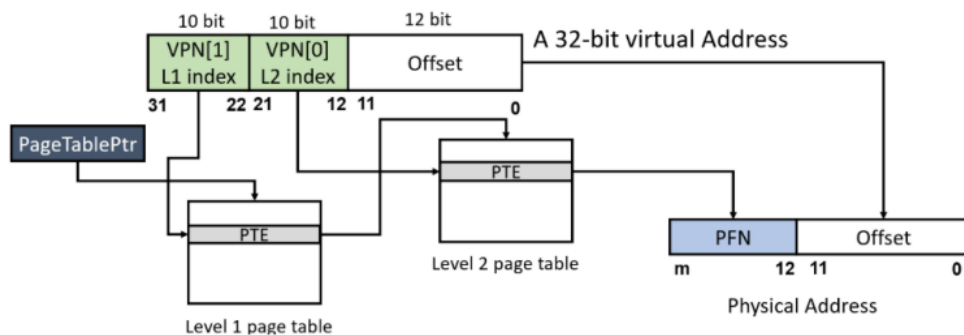 10 bit 10 bit 12 bit
VPN[1] VPN[0] Offset A 32-bit virtual Address
L1 index L2 index
31 22 21 12 11 0
PageTablePtr
PTE
PTE
PFN Offset
Level 2 page table
m 12 11 0
Physical Address
Level 1 page table